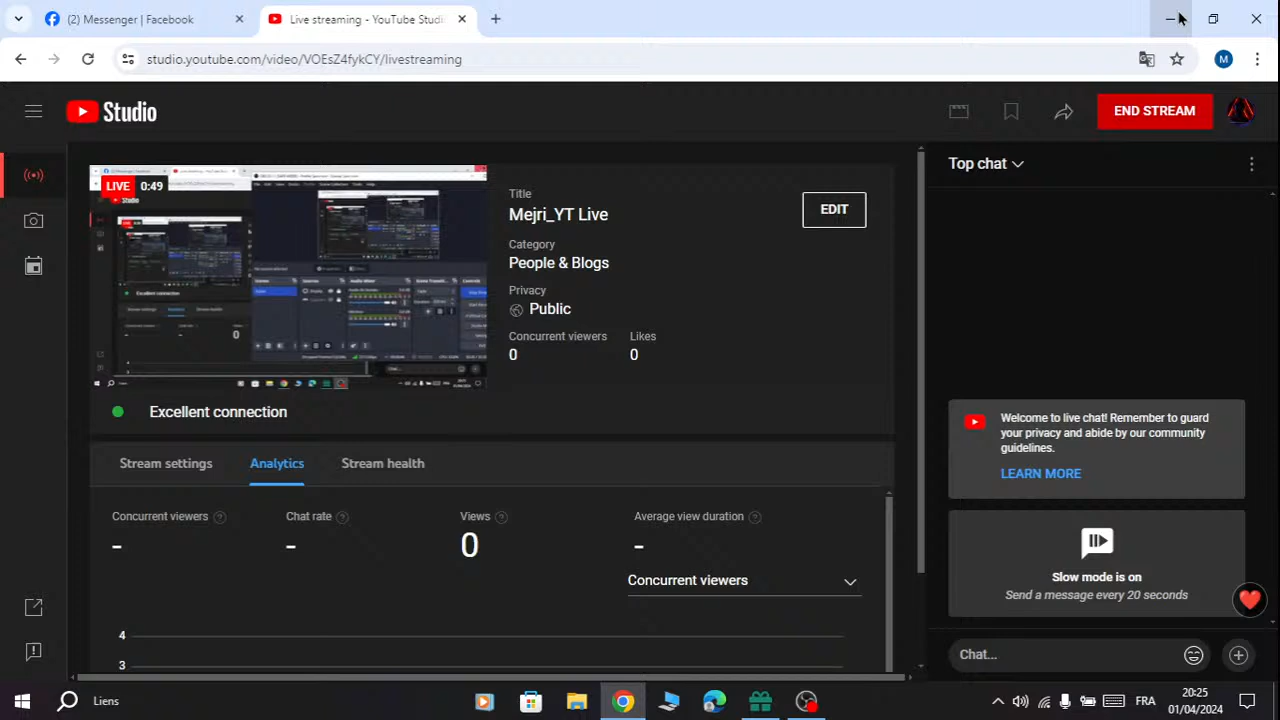 (2) Messenger | Facebook
Live streaming - YouTube Studi
studio.youtube.com/video/VOEsZ4fykCY/livestreaming
M
Studio
END STREAM
LIVE 0:49
Title
Mejri_YT Live
EDIT
Category
People & Blogs
Privacy
Public
Concurrent viewers
Likes
0
0
Excellent connection
Stream settings
Analytics
Stream health
Concurrent viewers
Chat rate
Views
Average view duration
-
-
0
-
Concurrent viewers
4
3
Top chat
Welcome to live chat! Remember to guard
your privacy and abide by our community
guidelines.
LEARN MORE
Slow mode is on
Send a message every 20 seconds
Chat...
Liens
FRA
20:25
01/04/2024